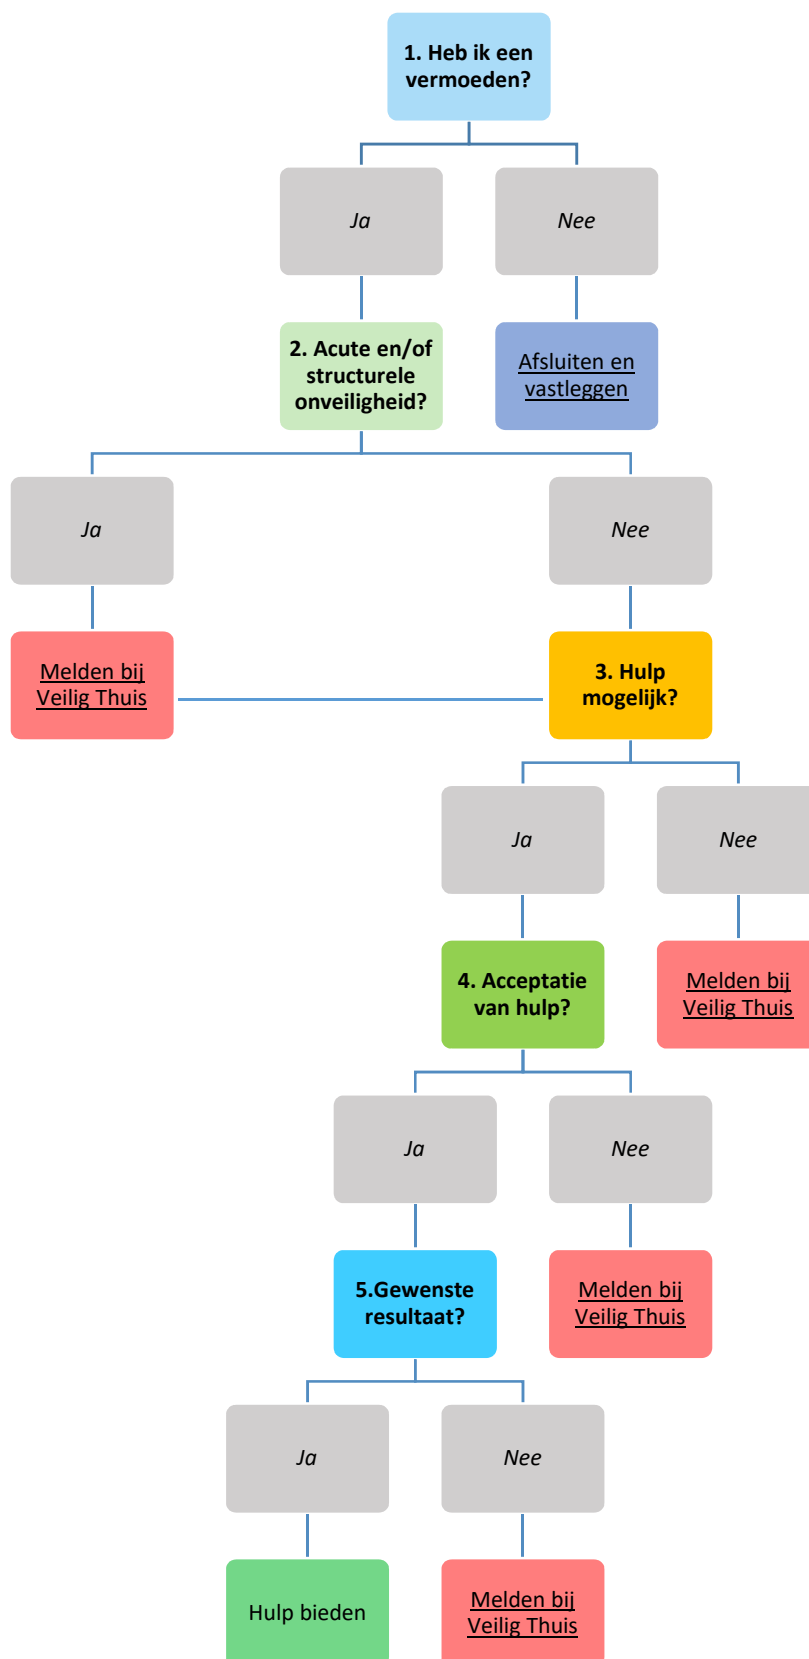 1. Heb ik een
vermoeden?
Ja
Nee
2. Acute en/of
structurele
onveiligheid?
Afsluiten en
vastleggen
Ja
Nee
Melden bij
Veilig Thuis
3. Hulp
mogelijk?
Ja
Nee
4. Acceptatie
van hulp?
Melden bij
Veilig Thuis
Ja
Nee
5.Gewenste
resultaat?
Melden bij
Veilig Thuis
Ja
Nee
Hulp bieden
Melden bij
Veilig Thuis